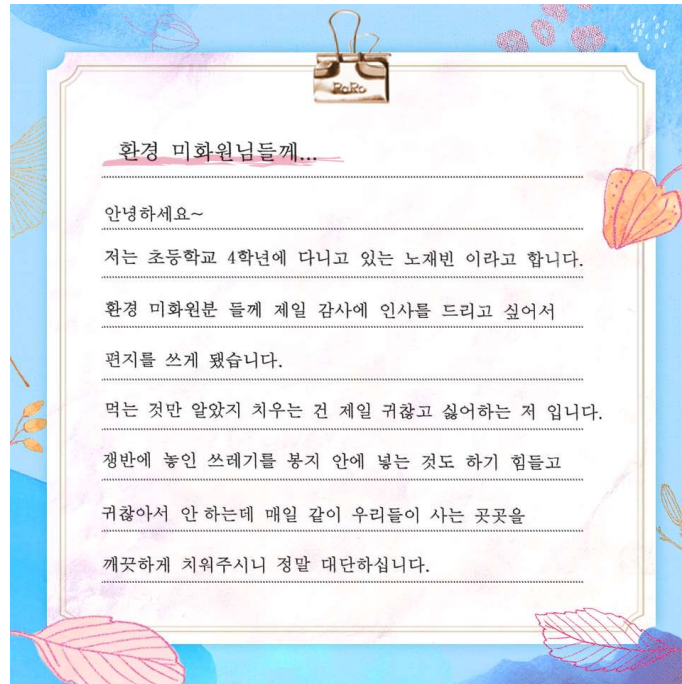 RoRo
환경 미화원님들께...
안녕하세요~
저는 초등학교 4학년에 다니고 있는 노재빈 이라고 합니다.
환경 미화원분 들께 제일 감사에 인사를 드리고 싶어서
편지를 쓰게 됐습니다.
먹는 것만 알았지 치우는 건 제일 귀찮고 싫어하는 저 입니다.
쟁반에 놓인 쓰레기를 봉지 안에 넣는 것도 하기 힘들고
귀찮아서 안 하는데 매일 같이 우리들이 사는 곳곳을
깨끗하게 치워주시니 정말 대단하십니다.